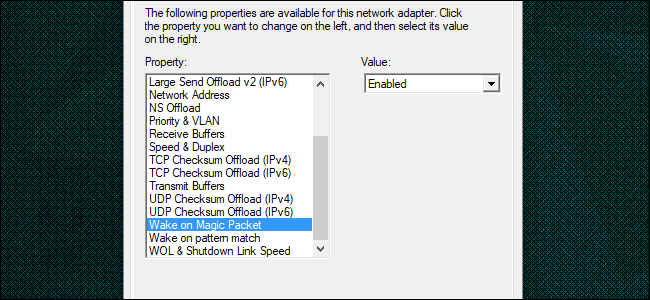 The following properties are available for this network adapter. Click
the property you want to change on the left, and then select its value
on the right.
Property:
Value:
Large Send Offload v2 (IPv6)
Network Address
NS Offload
Priority & VLAN
Receive Buffers
Speed & Duplex
TCP Checksum Offload (IPv4)
TCP Checksum Offload (IPv6)
Transmit Buffers
UDP Checksum Offload (IPv4)
UDP Checksum Offload (IPv6)
Wake on Magic Packet
Wake on pattern match
WOL & Shutdown Link Speed
Enabled